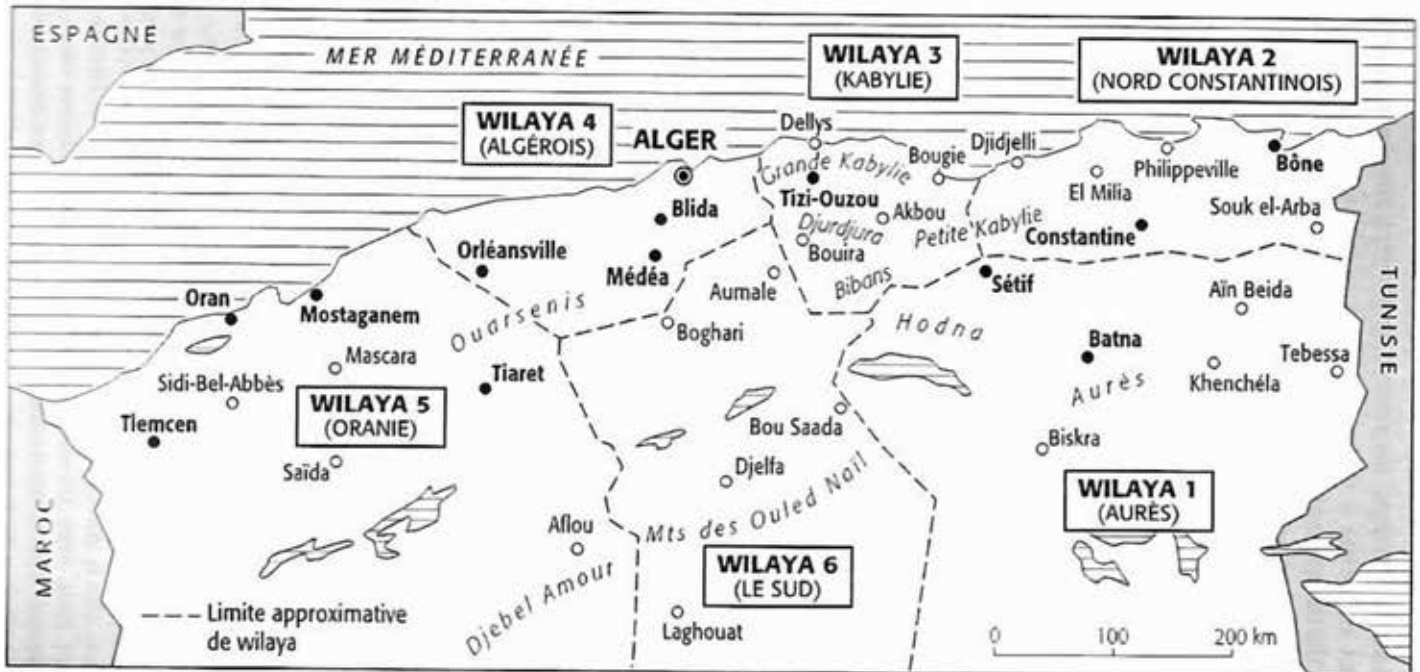 ESPAGNE
MER MÉDITERRANÉE
WILAYA 3
(KABYLIE)
WILAYA 2
(NORD CONSTANTINOIS)
WILAYA 4
(ALGÉROIS)
ALGER
Dellys
Grande Kabylie
Bougie
Djidjelli
Philippeville
Bône
El Milia
Tizi-Ouzou
Blida
Akbou
Souk el-Arba
Djurdjura
Petite Kabylie
Constantine
Bouira
Orléansville
Médéa
Aumale
Bibans
Sétif
TUNISIE
Oran
Mostaganem
Ouarsenis
Boghari
Hodna
Aïn Beida
Mascara
Batna
Tebessa
Sidi-Bel-Abbès
Tiaret
Khenchéla
Aurès
WILAYA 5
(ORANIE)
Tlemcen
Bou Saada
Biskra
Saïda
Djelfa
WILAYA 1
(AURÈS)
Mts des Ouled Naïl
MAROC
Aflou
WILAYA 6
(LE SUD)
Djebel Amour
Limite approximative
de wilaya
Laghouat
0 100 200 km